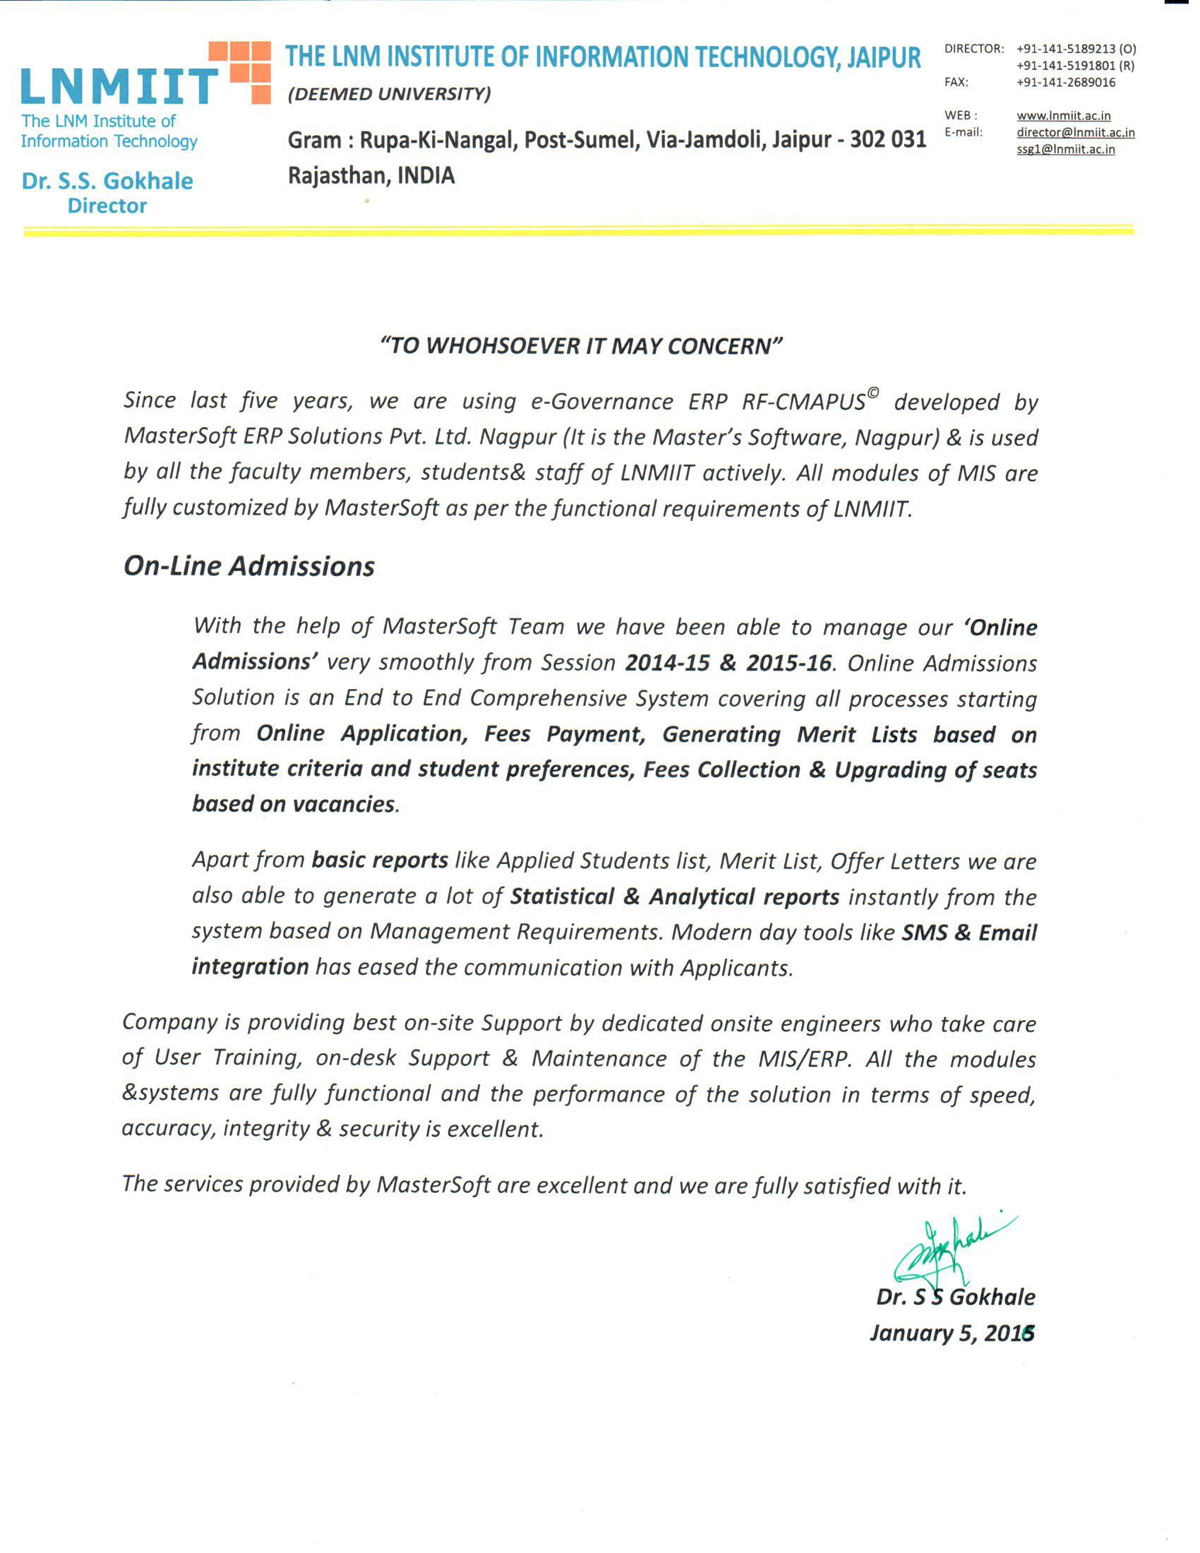 LNMIIT
The LNM Institute of
Information Technology
Dr. S.S. Gokhale
Director
THE LNM INSTITUTE OF INFORMATION TECHNOLOGY, JAIPUR
(DEEMED UNIVERSITY)
Gram : Rupa-Ki-Nangal, Post-Sumel, Via-Jamdoli, Jaipur - 302 031
Rajasthan, INDIA
DIRECTOR: +91-141-5189213 (O)
+91-141-5191801 (R)
FAX: +91-141-2689016
WEB : www.lnmiit.ac.in
E-mail: director@lnmiit.ac.in
ssg1@lnmiit.ac.in
“TO WHOHSOEVER IT MAY CONCERN”
Since last five years, we are using e-Governance ERP RF-CMAPUS© developed by
MasterSoft ERP Solutions Pvt. Ltd. Nagpur (It is the Master’s Software, Nagpur) & is used
by all the faculty members, students& staff of LNMIIT actively. All modules of MIS are
fully customized by MasterSoft as per the functional requirements of LNMIIT.
On-Line Admissions
With the help of MasterSoft Team we have been able to manage our ‘Online
Admissions’ very smoothly from Session 2014-15 & 2015-16. Online Admissions
Solution is an End to End Comprehensive System covering all processes starting
from Online Application, Fees Payment, Generating Merit Lists based on
institute criteria and student preferences, Fees Collection & Upgrading of seats
based on vacancies.
Apart from basic reports like Applied Students list, Merit List, Offer Letters we are
also able to generate a lot of Statistical & Analytical reports instantly from the
system based on Management Requirements. Modern day tools like SMS & Email
integration has eased the communication with Applicants.
Company is providing best on-site Support by dedicated onsite engineers who take care
of User Training, on-desk Support & Maintenance of the MIS/ERP. All the modules
&systems are fully functional and the performance of the solution in terms of speed,
accuracy, integrity & security is excellent.
The services provided by MasterSoft are excellent and we are fully satisfied with it.
Dr. S S Gokhale
January 5, 2016